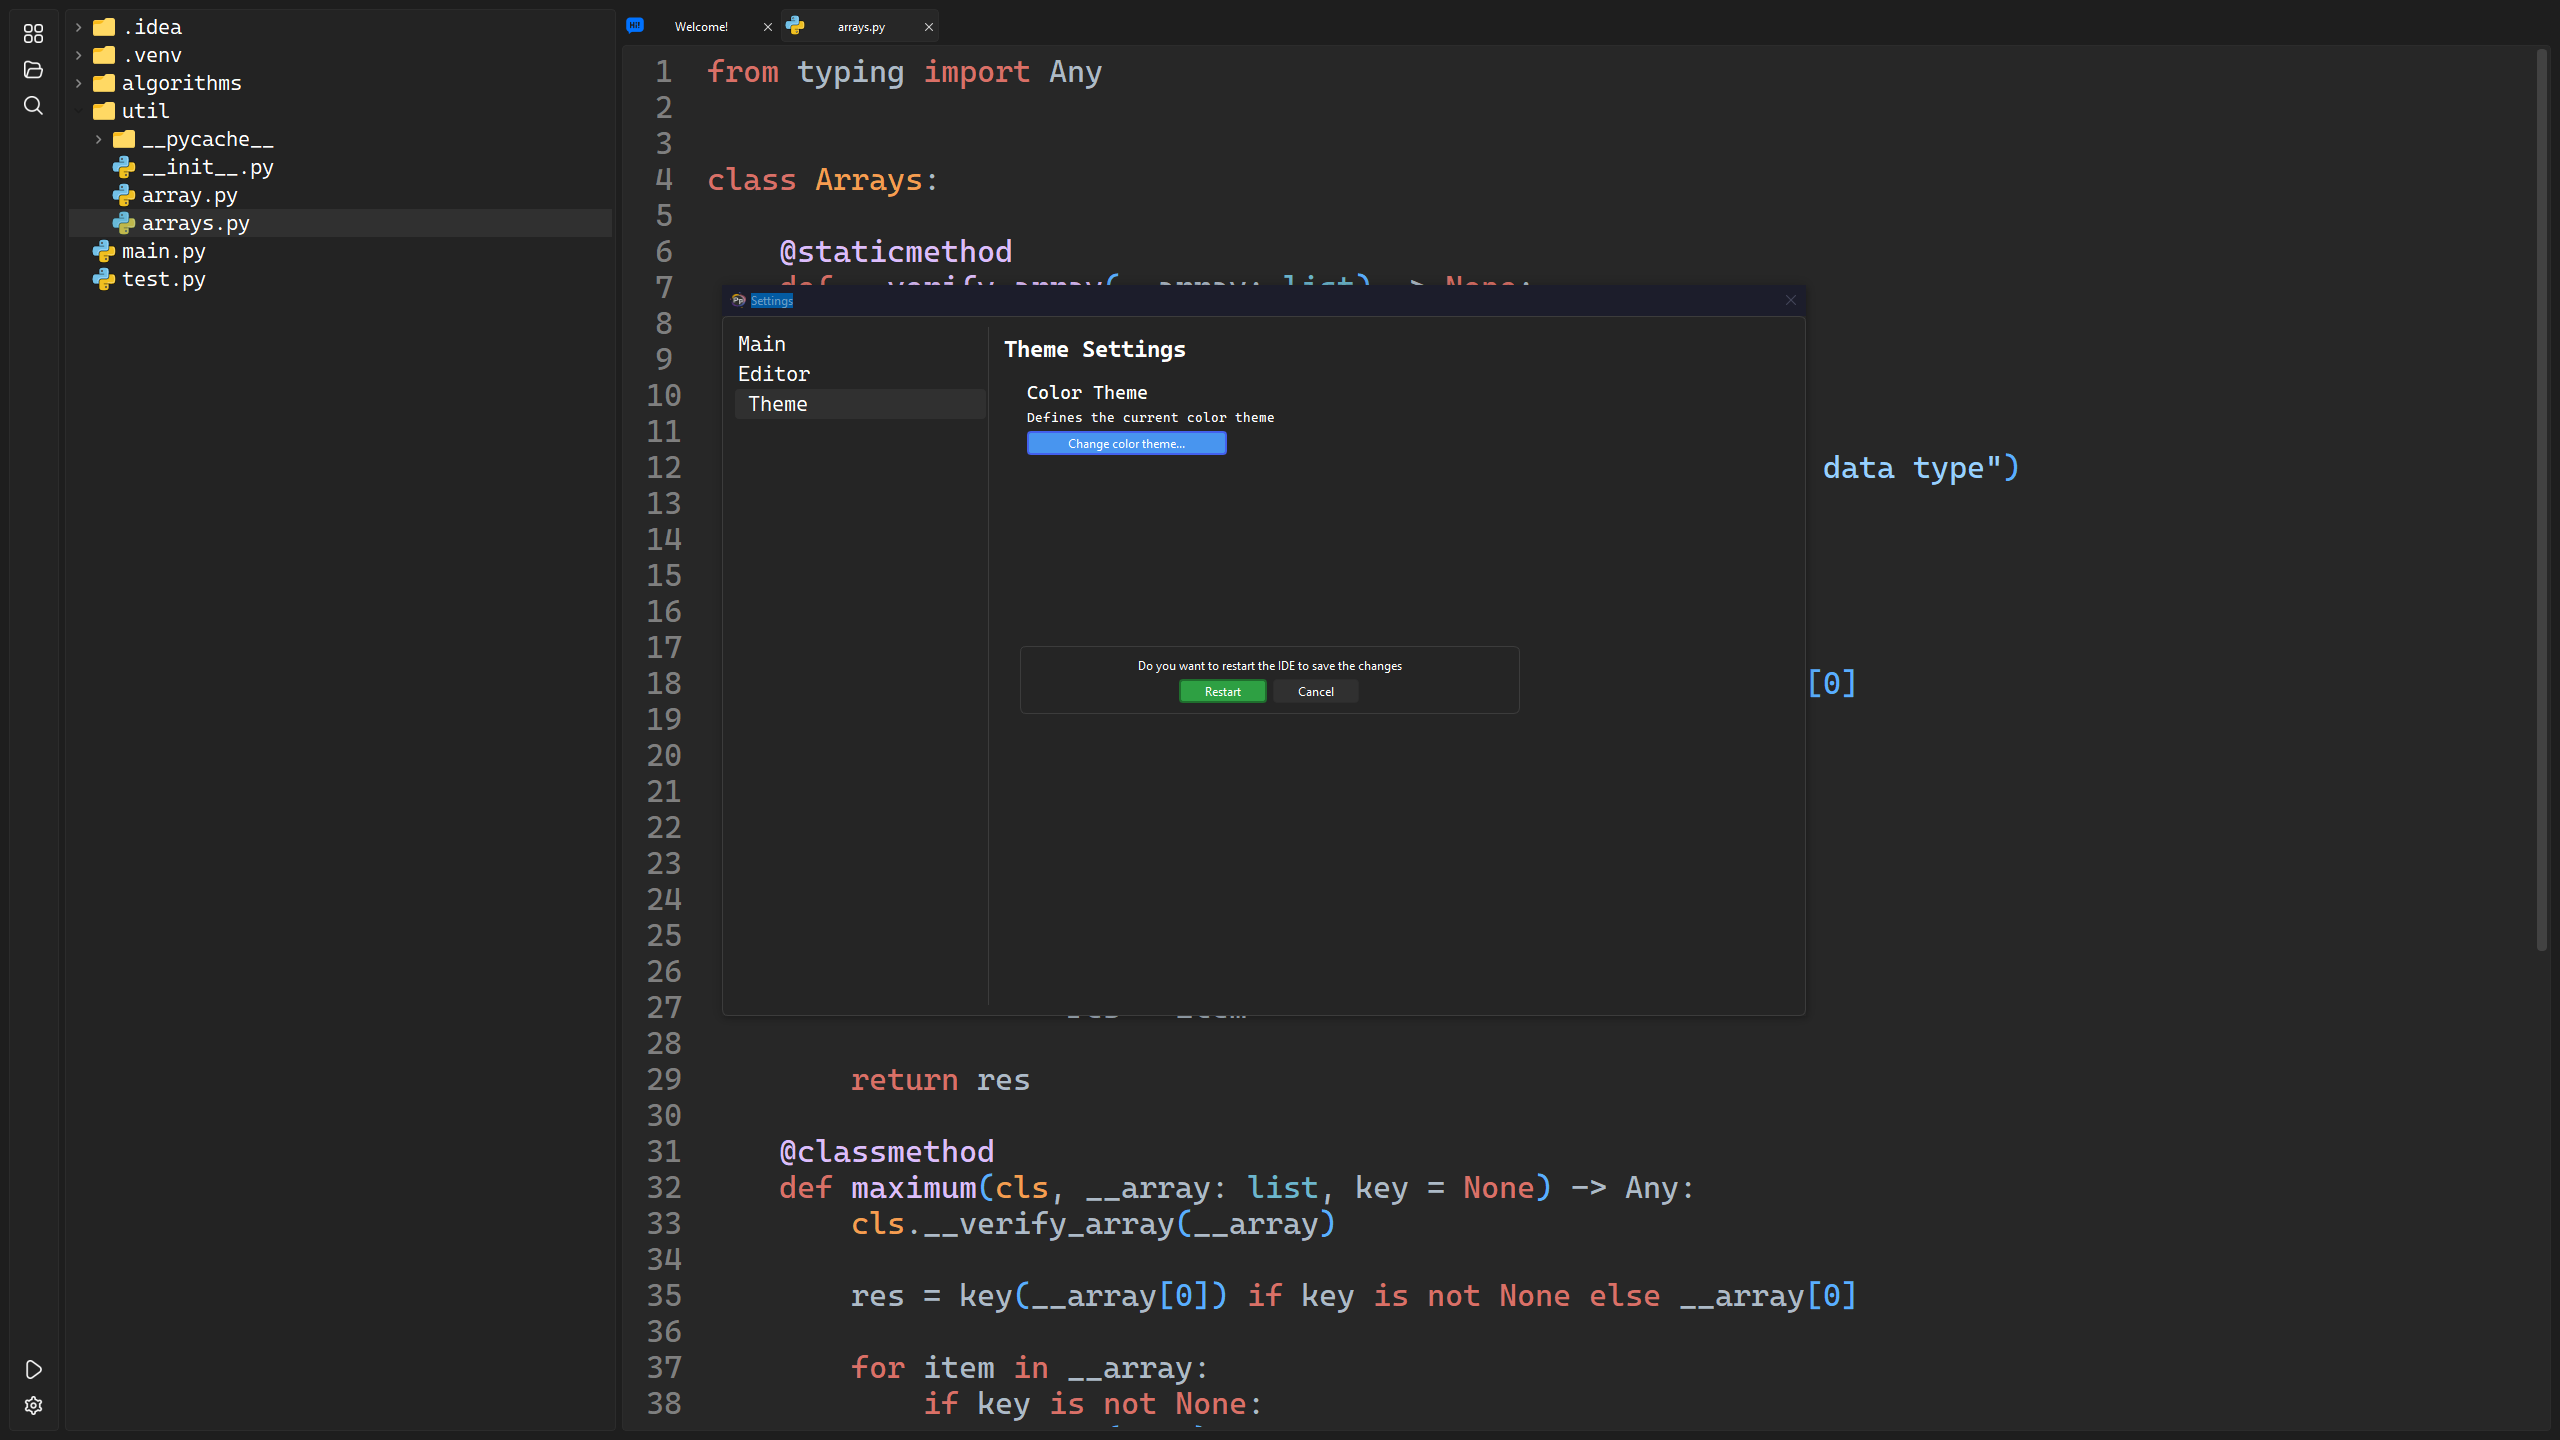 .idea
.venv
algorithms
util
__pycache__
__init__.py
array.py
arrays.py
main.py
test.py
Hi!
Welcome!
arrays.py
1 from typing import Any
2
3
4 class Arrays:
5
6 @staticmethod
7 def __verify_array(__array: list) -> None:
8
9
10
11
12 data type")
13
14
15
16
17
18 [0]
19
20
21
22
23
24
25
26
27
28
29 return res
30
31 @classmethod
32 def maximum(cls, __array: list, key = None) -> Any:
33 cls.__verify_array(__array)
34
35 res = key(__array[0]) if key is not None else __array[0]
36
37 for item in __array:
38 if key is not None:
Settings
Main
Editor
Theme
Theme Settings
Color Theme
Defines the current color theme
Change color theme...
Do you want to restart the IDE to save the changes
Restart
Cancel